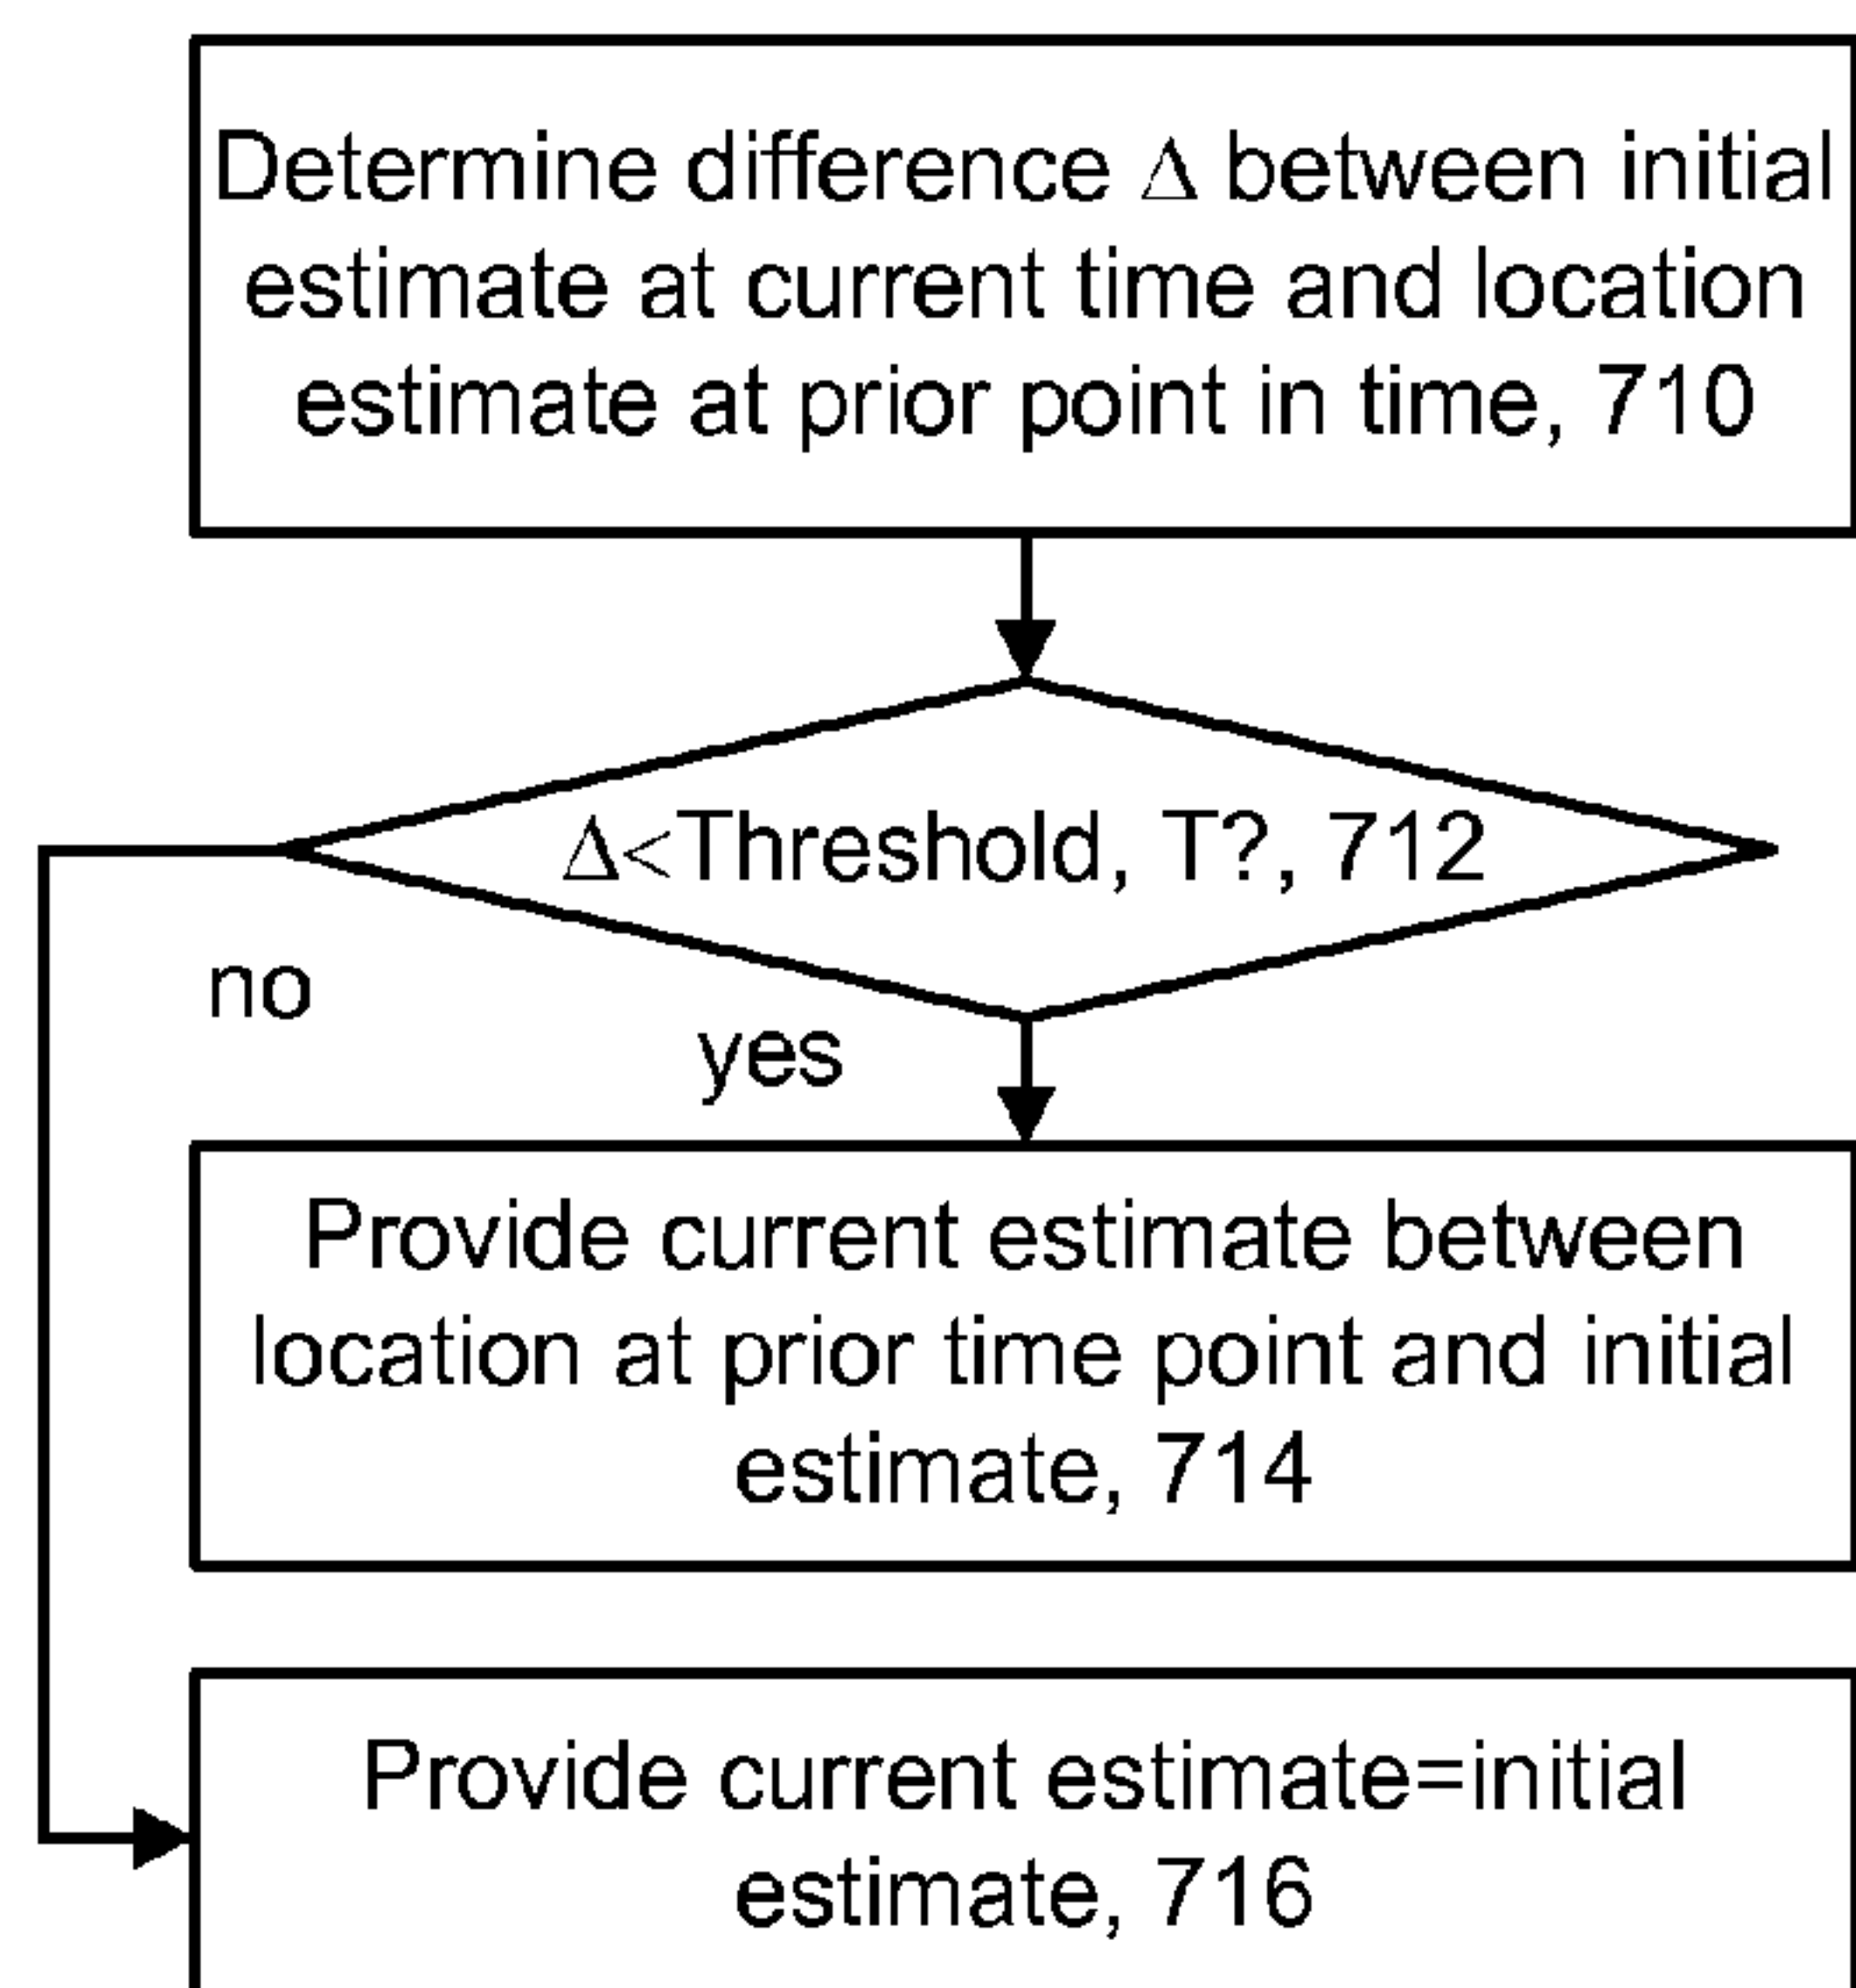 Determine difference Δ between initial
estimate at current time and location
estimate at prior point in time, 710
Δ<Threshold, T?, 712
no
yes
Provide current estimate between
location at prior time point and initial
estimate, 714
Provide current estimate=initial
estimate, 716